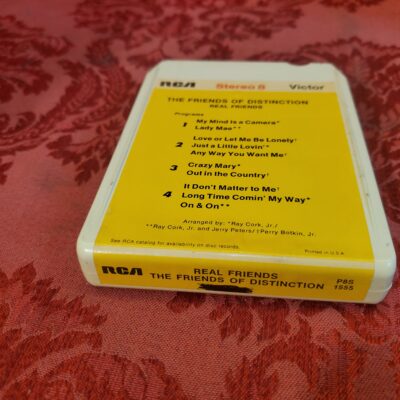 RCA Stereo 8 Victor
THE FRIENDS OF DISTINCTION
REAL FRIENDS
Programs
1 My Mind Is a Camera*
Lady Mae**
2 Love or Let Me Be Lonely†
Just a Little Lovin'*
Any Way You Want Me†
3 Crazy Mary*
Out in the Country†
4 It Don't Matter to Me†
Long Time Comin' My Way*
On & On**
Arranged by: *Ray Cork, Jr./
**Ray Cork, Jr. and Jerry Peters/ †Perry Botkin, Jr.
See RCA catalog for availability on disc records.
Printed in U.S.A.
RCA REAL FRIENDS P8S
THE FRIENDS OF DISTINCTION 1555